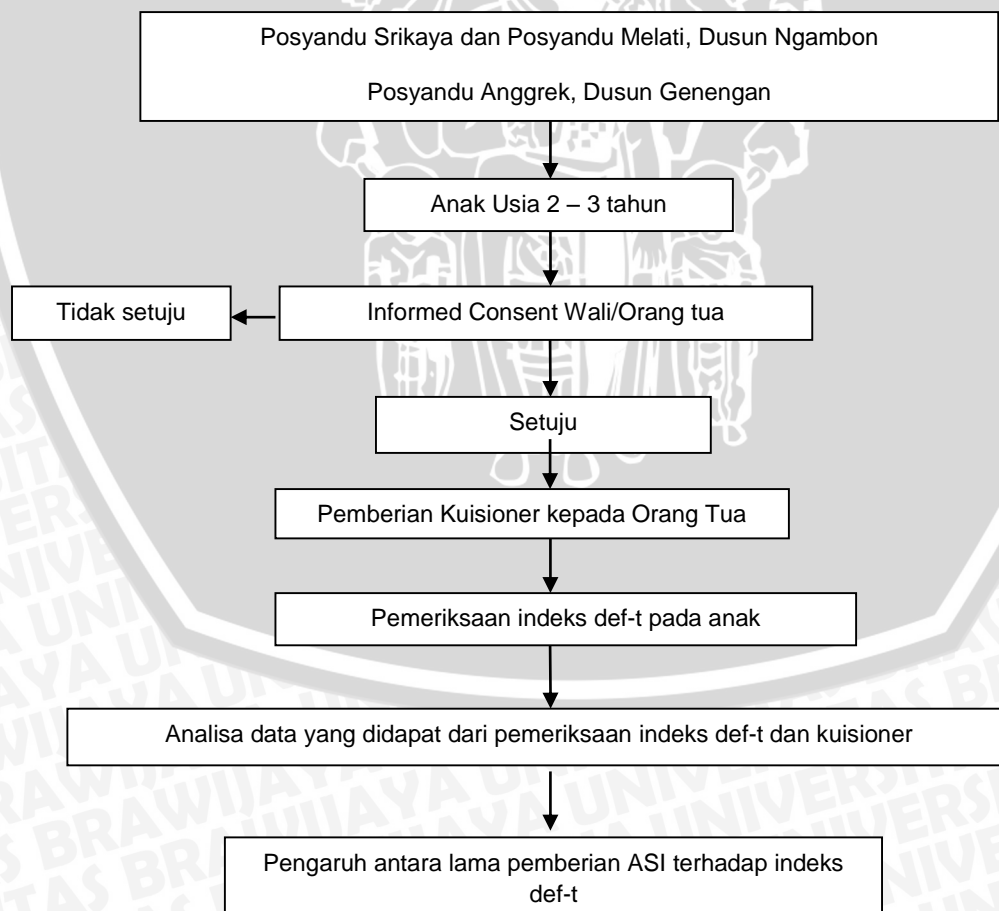 Posyandu Srikaya dan Posyandu Melati, Dusun Ngambon
Posyandu Anggrek, Dusun Genengan
Anak Usia 2 – 3 tahun
Tidak setuju
Informed Consent Wali/Orang tua
Setuju
Pemberian Kuisioner kepada Orang Tua
Pemeriksaan indeks def-t pada anak
Analisa data yang didapat dari pemeriksaan indeks def-t dan kuisioner
Pengaruh antara lama pemberian ASI terhadap indeks
def-t